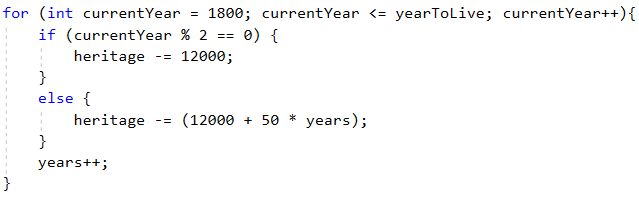 for (int currentYear = 1800; currentYear <= yearToLive; currentYear++){
    if (currentYear % 2 == 0) {
        heritage -= 12000;
    }
    else {
        heritage -= (12000 + 50 * years);
    }
    years++;
}